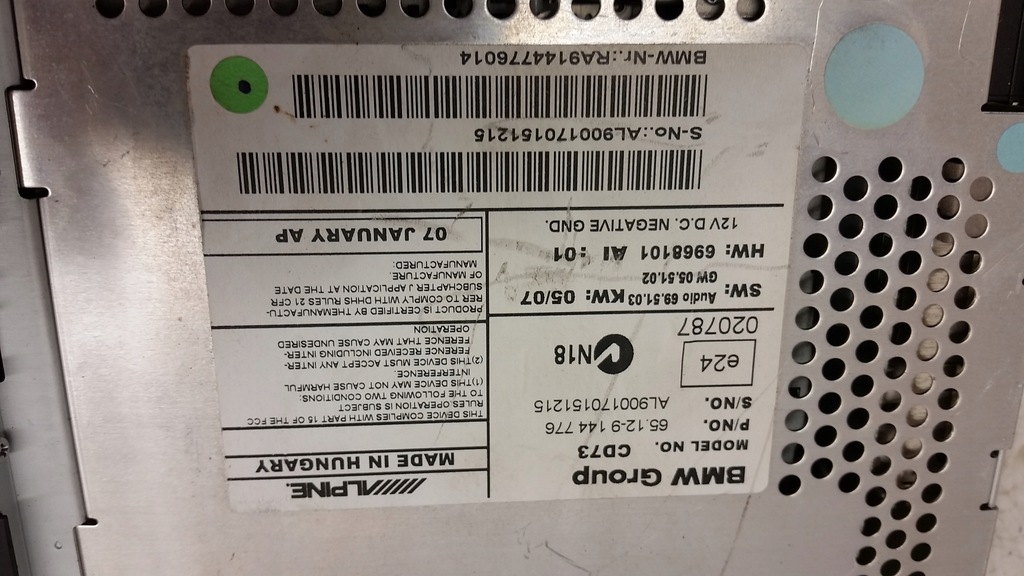 BMW Group
MODEL NO. CD73
P/NO. 65.12-9 144 776
S/NO. AL900170151215
e24
N18
020787
SW: Audio 69.51.03 KW: 05/07
GW 05.51.02
HW: 6968101 AI : 01
12V D.C. NEGATIVE GND.
////ALPINE.
MADE IN HUNGARY
THIS DEVICE COMPLIES WITH PART 15 OF THE FCC
RULES.OPERATION IS SUBJECT
TO THE FOLLOWING TWO CONDITIONS:
(1)THIS DEVICE MAY NOT CAUSE HARMFUL
INTERFERENCE.
(2)THIS DEVICE MUST ACCEPT ANY INTER-
FERENCE RECEIVED INCLUDING INTER-
FERENCE THAT MAY CAUSE UNDESIRED
OPERATION
PRODUCT IS CERTIFIED BY THEMANUFACTU-
RER TO COMPLY WITH DHHS RULES 21 CFR
SUBCHAPTER J APPLICATION AT THE DATE
OF MANUFACTURE.
MANUFACTURED:
07 JANUARY AP
S-No.:AL900170151215
BMW-Nr.:RA9144776014